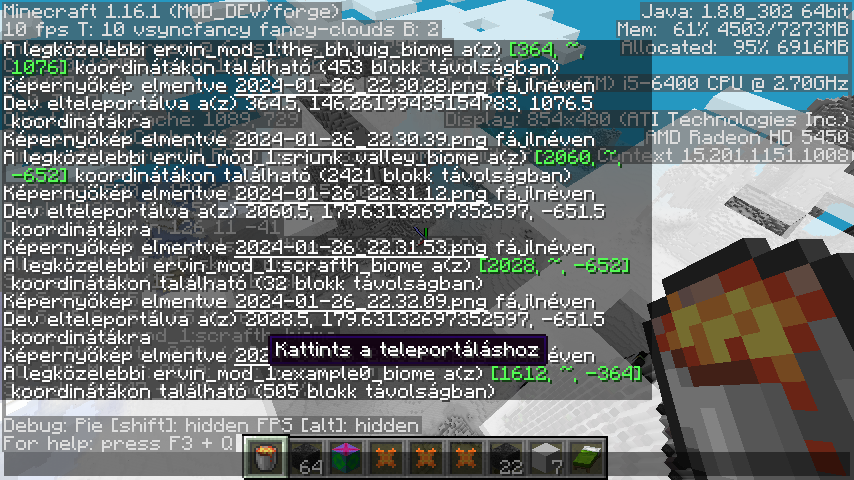 Minecraft 1.16.1 (MOD_DEV/forge)
10 fps T: 10 vsyncfancy fancy-clouds B: 2
Java: 1.8.0_302 64bit
Mem: 61% 4503/7273MB
Allocated: 95% 6916MB
(TM) i5-6400 CPU @ 2.70GHz
Display: 854x480 (ATI Technologies Inc.)
AMD Radeon HD 5450
ntext 15.201.1151.1008
A legközelebbi ervin_mod_1:the_bh,juig_biome a(z) [364, ~,
1076] koordinátákon található (453 blokk távolságban)
Képernyőkép elmentve 2024-01-26_22.30.28.png fájlnéven
Dev elteleportálva a(z) 364.5, 146.26199435154783, 1076.5
koordinátákra
Képernyőkép elmentve 2024-01-26_22.30.39.png fájlnéven
A legközelebbi ervin_mod_1:srjunk_valley_biome a(z) [2060, ~,
-652] koordinátákon található (2421 blokk távolságban)
Képernyőkép elmentve 2024-01-26_22.31.12.png fájlnéven
Dev elteleportálva a(z) 2060.5, 179.63132697352597, -651.5
koordinátákra
Képernyőkép elmentve 2024-01-26_22.31.53.png fájlnéven
A legközelebbi ervin_mod_1:scrafth_biome a(z) [2028, ~, -652]
koordinátákon található (32 blokk távolságban)
Képernyőkép elmentve 2024-01-26_22.32.09.png fájlnéven
Dev elteleportálva a(z) 2028.5, 179.63132697352597, -651.5
koordinátákra
Képernyőkép elmentve 202 éven
Kattints a teleportáláshoz
A legközelebbi ervin_mod_1:example0_biome a(z) [1612, ~, -364]
koordinátákon található (505 blokk távolságban)
Debug: Pie [shift]: hidden FPS [alt]: hidden
For help: press F3 + Q
64
22
7